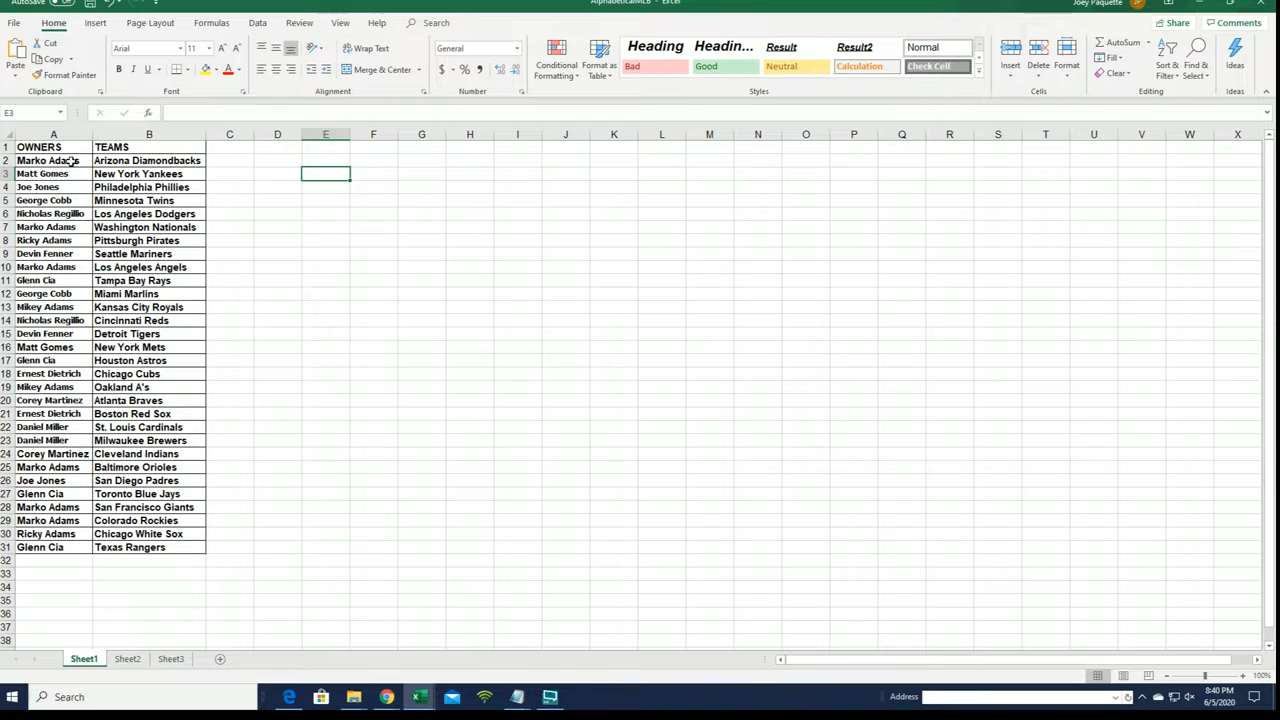 AutoSave Off AlphabeticalMLB - Excel Joey Paquette JP
File Home Insert Page Layout Formulas Data Review View Help Search Share Comments
Paste Cut Copy Format Painter Clipboard
Arial 11 A A B I U A Font
Wrap Text Merge & Center Alignment
General $ % 9 Number
Conditional Formatting Format as Table
Heading Headin... Result Result2 Normal
Bad Good Neutral Calculation Check Cell
Styles
Insert Delete Format Cells
AutoSum Fill Clear Sort & Filter Find & Select Editing
Ideas Ideas
E3 fx
A B C D E F G H I J K L M N O P Q R S T U V W X
1 OWNERS TEAMS
2 Marko Adams Arizona Diamondbacks
3 Matt Gomes New York Yankees
4 Joe Jones Philadelphia Phillies
5 George Cobb Minnesota Twins
6 Nicholas Regillio Los Angeles Dodgers
7 Marko Adams Washington Nationals
8 Ricky Adams Pittsburgh Pirates
9 Devin Fenner Seattle Mariners
10 Marko Adams Los Angeles Angels
11 Glenn Cia Tampa Bay Rays
12 George Cobb Miami Marlins
13 Mikey Adams Kansas City Royals
14 Nicholas Regillio Cincinnati Reds
15 Devin Fenner Detroit Tigers
16 Matt Gomes New York Mets
17 Glenn Cia Houston Astros
18 Ernest Dietrich Chicago Cubs
19 Mikey Adams Oakland A's
20 Corey Martinez Atlanta Braves
21 Ernest Dietrich Boston Red Sox
22 Daniel Miller St. Louis Cardinals
23 Daniel Miller Milwaukee Brewers
24 Corey Martinez Cleveland Indians
25 Marko Adams Baltimore Orioles
26 Joe Jones San Diego Padres
27 Glenn Cia Toronto Blue Jays
28 Marko Adams San Francisco Giants
29 Marko Adams Colorado Rockies
30 Ricky Adams Chicago White Sox
31 Glenn Cia Texas Rangers
32
33
34
35
36
37
38
Sheet1 Sheet2 Sheet3
100%
Search Address 8:40 PM
6/5/2020